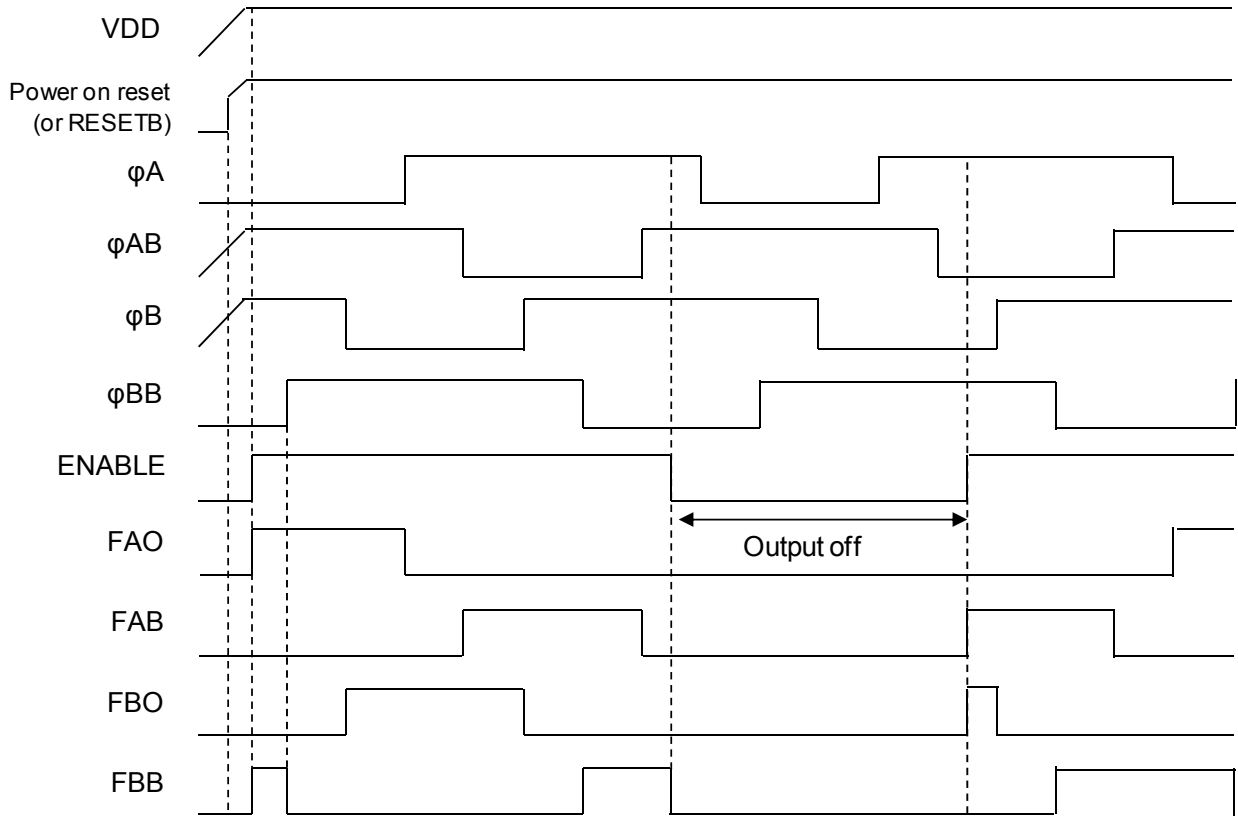 VDD
Power on reset
(or RESETB)
φA
φAB
φB
φBB
ENABLE
FAO
Output off
FAB
FBO
FBB